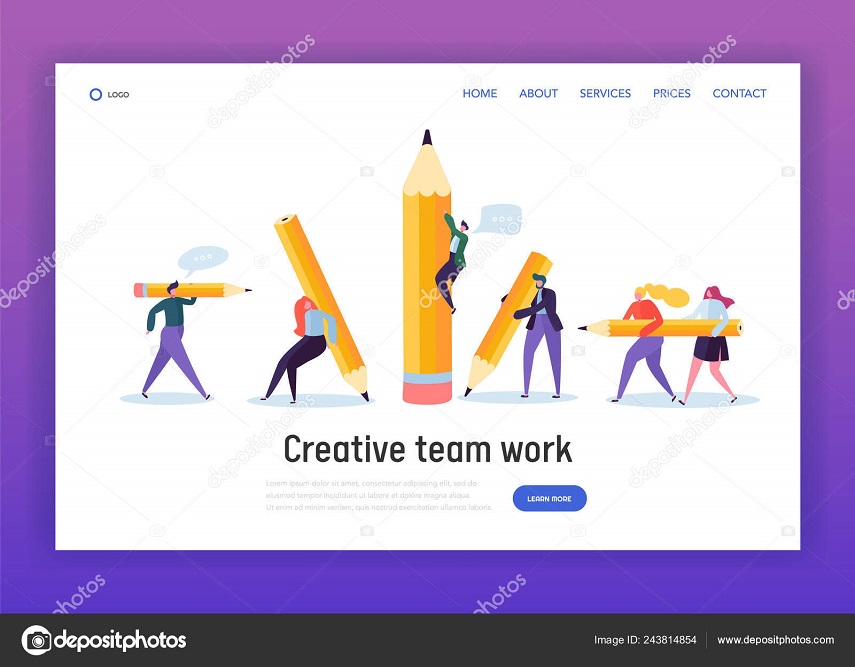 LOGO
HOME ABOUT SERVICES PRICES CONTACT
Creative team work
Lorem ipsum dolor sit amet, consectetur adipiscing elit, sed do
eiusmod tempor incididunt ut labore et dolore magna aliqua.
Ut enim ad minim veniam, quis nostrud exercitation ullamco laboris.
LEARN MORE
depositphotos
Image ID: 243814854
www.depositphotos.com